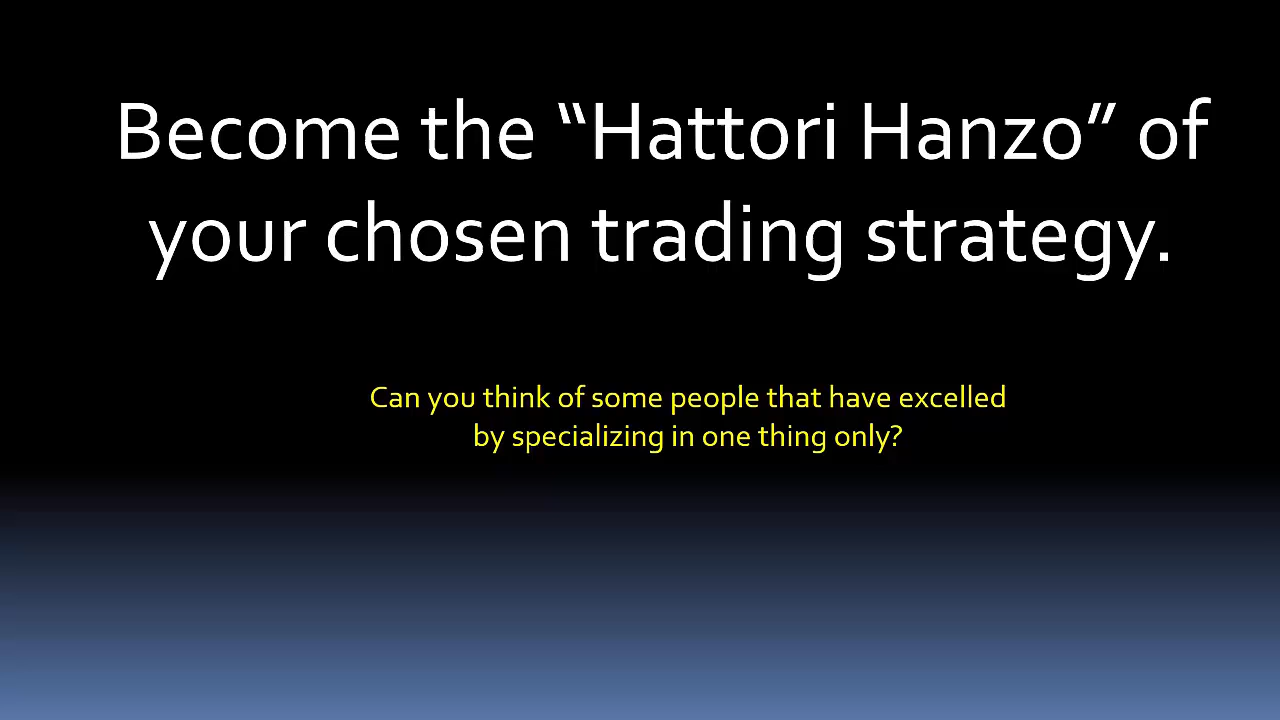 Become the “Hattori Hanzo” of
your chosen trading strategy.
Can you think of some people that have excelled
by specializing in one thing only?